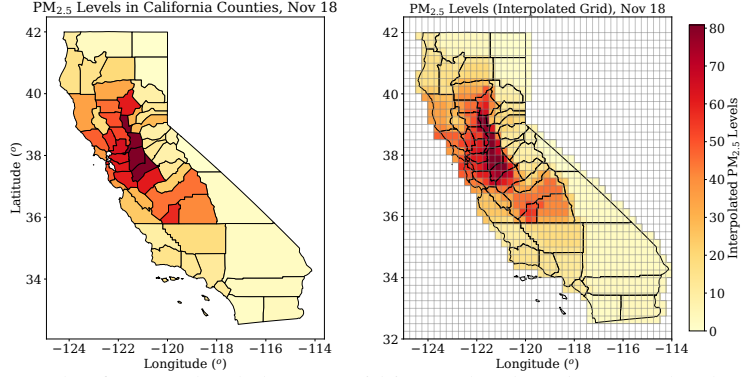 PM2.5 Levels in California Counties, Nov 18
42
40
38
36
34
−124 −122 −120 −118 −116 −114
Longitude (o)
Latitude (o)
PM2.5 Levels (Interpolated Grid), Nov 18
42
40
38
36
34
32
−124 −122 −120 −118 −116 −114
Longitude (o)
80
70
60
50
40
30
20
10
0
Interpolated PM2.5 Levels